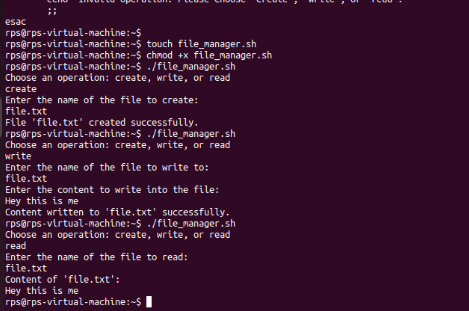 echo "Invalid operation. Please choose 'create', 'write', or 'read'."
;;
esac
rps@rps-virtual-machine:~$
rps@rps-virtual-machine:~$ touch file_manager.sh
rps@rps-virtual-machine:~$ chmod +x file_manager.sh
rps@rps-virtual-machine:~$ ./file_manager.sh
Choose an operation: create, write, or read
create
Enter the name of the file to create:
file.txt
File 'file.txt' created successfully.
rps@rps-virtual-machine:~$ ./file_manager.sh
Choose an operation: create, write, or read
write
Enter the name of the file to write to:
file.txt
Enter the content to write into the file:
Hey this is me
Content written to 'file.txt' successfully.
rps@rps-virtual-machine:~$ ./file_manager.sh
Choose an operation: create, write, or read
read
Enter the name of the file to read:
file.txt
Content of 'file.txt':
Hey this is me
rps@rps-virtual-machine:~$